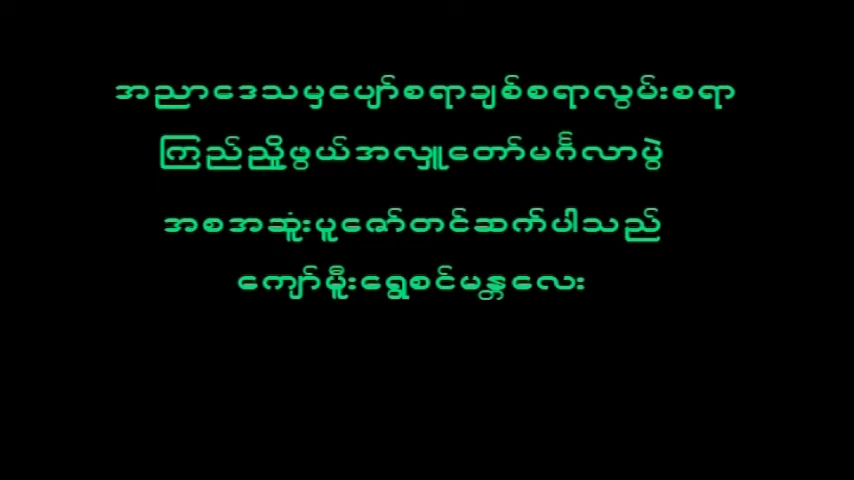 အညာဒေသမှပျော်စရာချစ်စရာလွမ်းစရာ
ကြည်ညိူဖွယ်အလှူတော်မင်္ဂလာပွဲ
အစအဆူံးပူဇော်တင်ဆက်ပါသည်
ကျော်မိူးရွှေစင်မန္တလေး